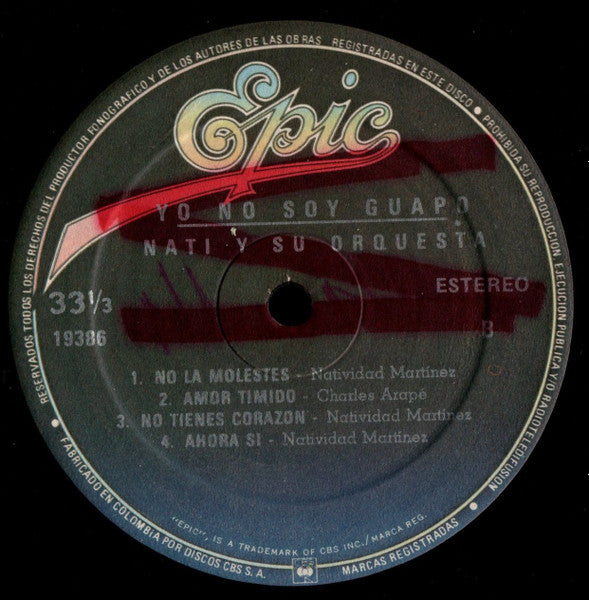 RESERVADOS TODOS LOS DERECHOS DEL PRODUCTOR FONOGRAFICO Y DE LOS AUTORES DE LAS OBRAS REGISTRADAS EN ESTE DISCO • PROHIBIDA SU REPRODUCCION, EJECUCION PUBLICA Y/O RADIOTELEDIFUSION
Epic
YO NO SOY GUAPO
NATI Y SU ORQUESTA
33 1/3
ESTEREO
19386
B
1. NO LA MOLESTES - Natividad Martinez
2. AMOR TIMIDO - Charles Arapé
3. NO TIENES CORAZON - Natividad Martinez
4. AHORA SI - Natividad Martinez
"EPIC", IS A TRADEMARK OF CBS INC./MARCA REG.
• FABRICADO EN COLOMBIA POR DISCOS CBS S.A. MARCAS REGISTRADAS •